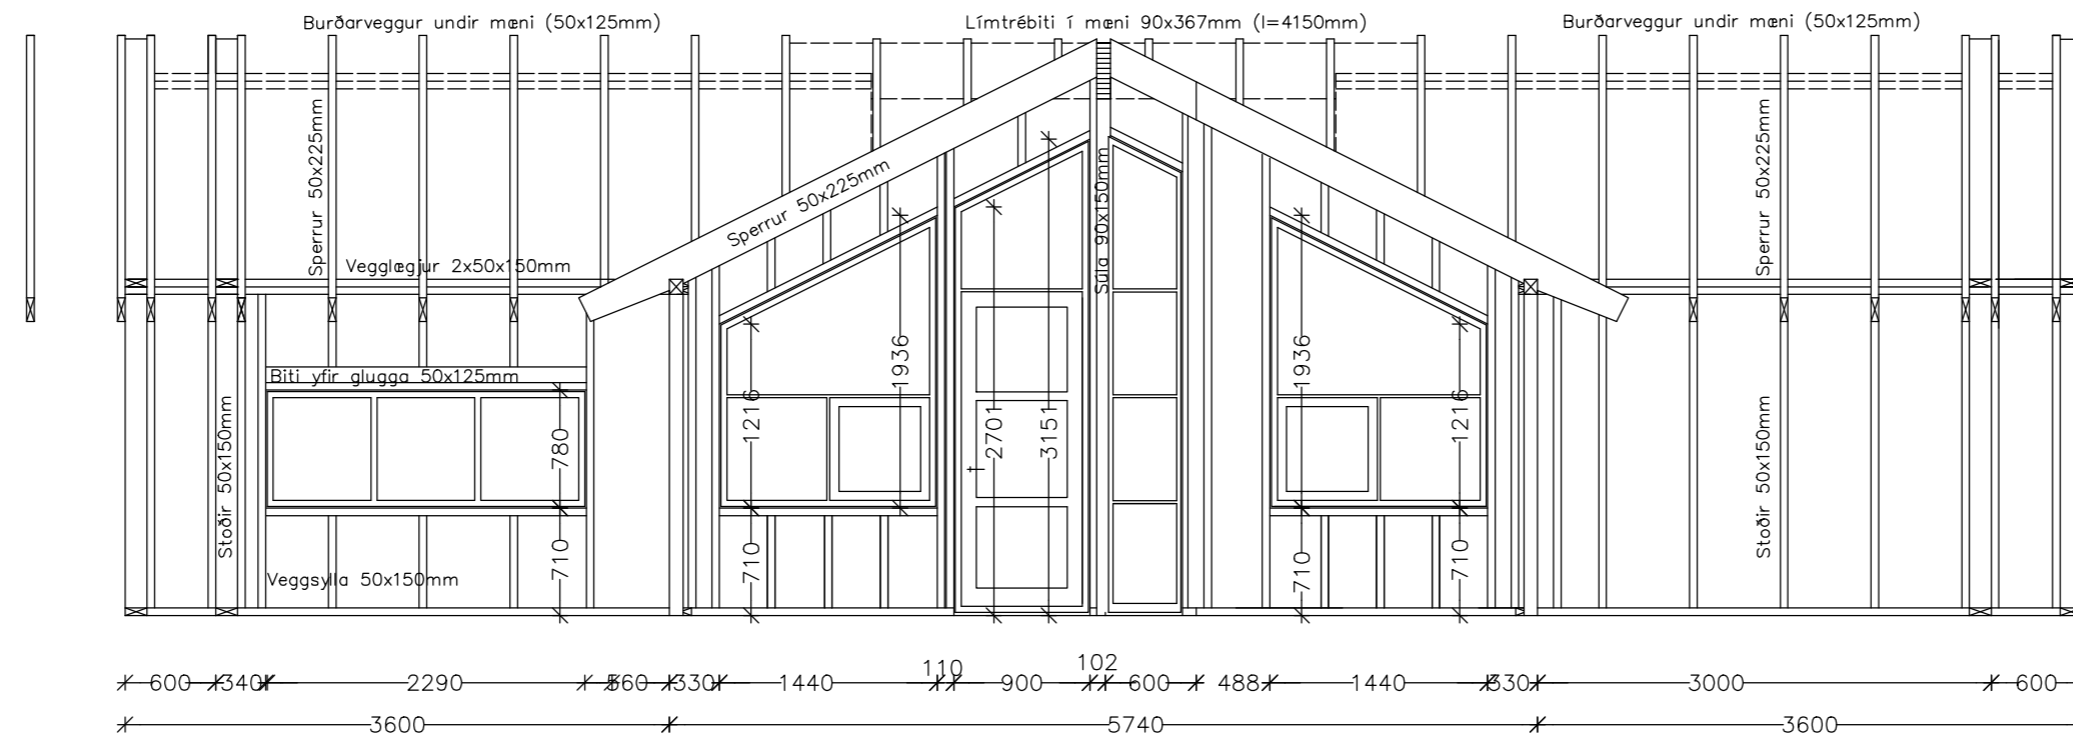 Burðarveggur undir mæni (50x125mm)
Límtrébiti í mæni 90x367mm (l=4150mm)
Burðarveggur undir mæni (50x125mm)
Sperrur 50x225mm
Sperrur 50x225mm
Súla 90x150mm
Sperrur 50x225mm
Vegglægjur 2x50x150mm
Biti yfir glugga 50x125mm
Stoðir 50x150mm
Stoðir 50x150mm
Veggsylla 50x150mm
780
710
1216
710
1936
2701
3151
1936
710
1216
710
600 340 2290 560 330 1440 110 900 102 600 488 1440 330 3000 600
3600 5740 3600